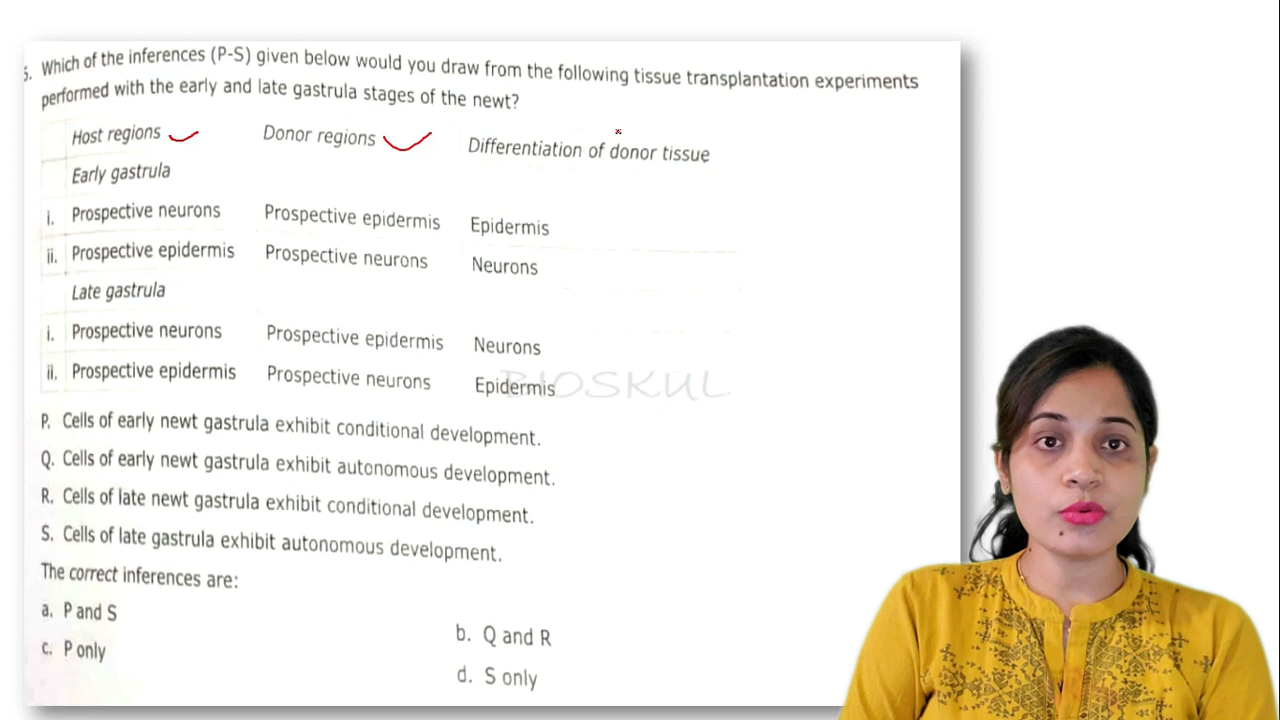 5. Which of the inferences (P-S) given below would you draw from the following tissue transplantation experiments
performed with the early and late gastrula stages of the newt?
Host regions Donor regions Differentiation of donor tissue
Early gastrula
i. Prospective neurons Prospective epidermis Epidermis
ii. Prospective epidermis Prospective neurons Neurons
Late gastrula
i. Prospective neurons Prospective epidermis Neurons
ii. Prospective epidermis Prospective neurons Epidermis
BIOSKUL
P. Cells of early newt gastrula exhibit conditional development.
Q. Cells of early newt gastrula exhibit autonomous development.
R. Cells of late newt gastrula exhibit conditional development.
S. Cells of late gastrula exhibit autonomous development.
The correct inferences are:
a. P and S
b. Q and R
c. P only
d. S only